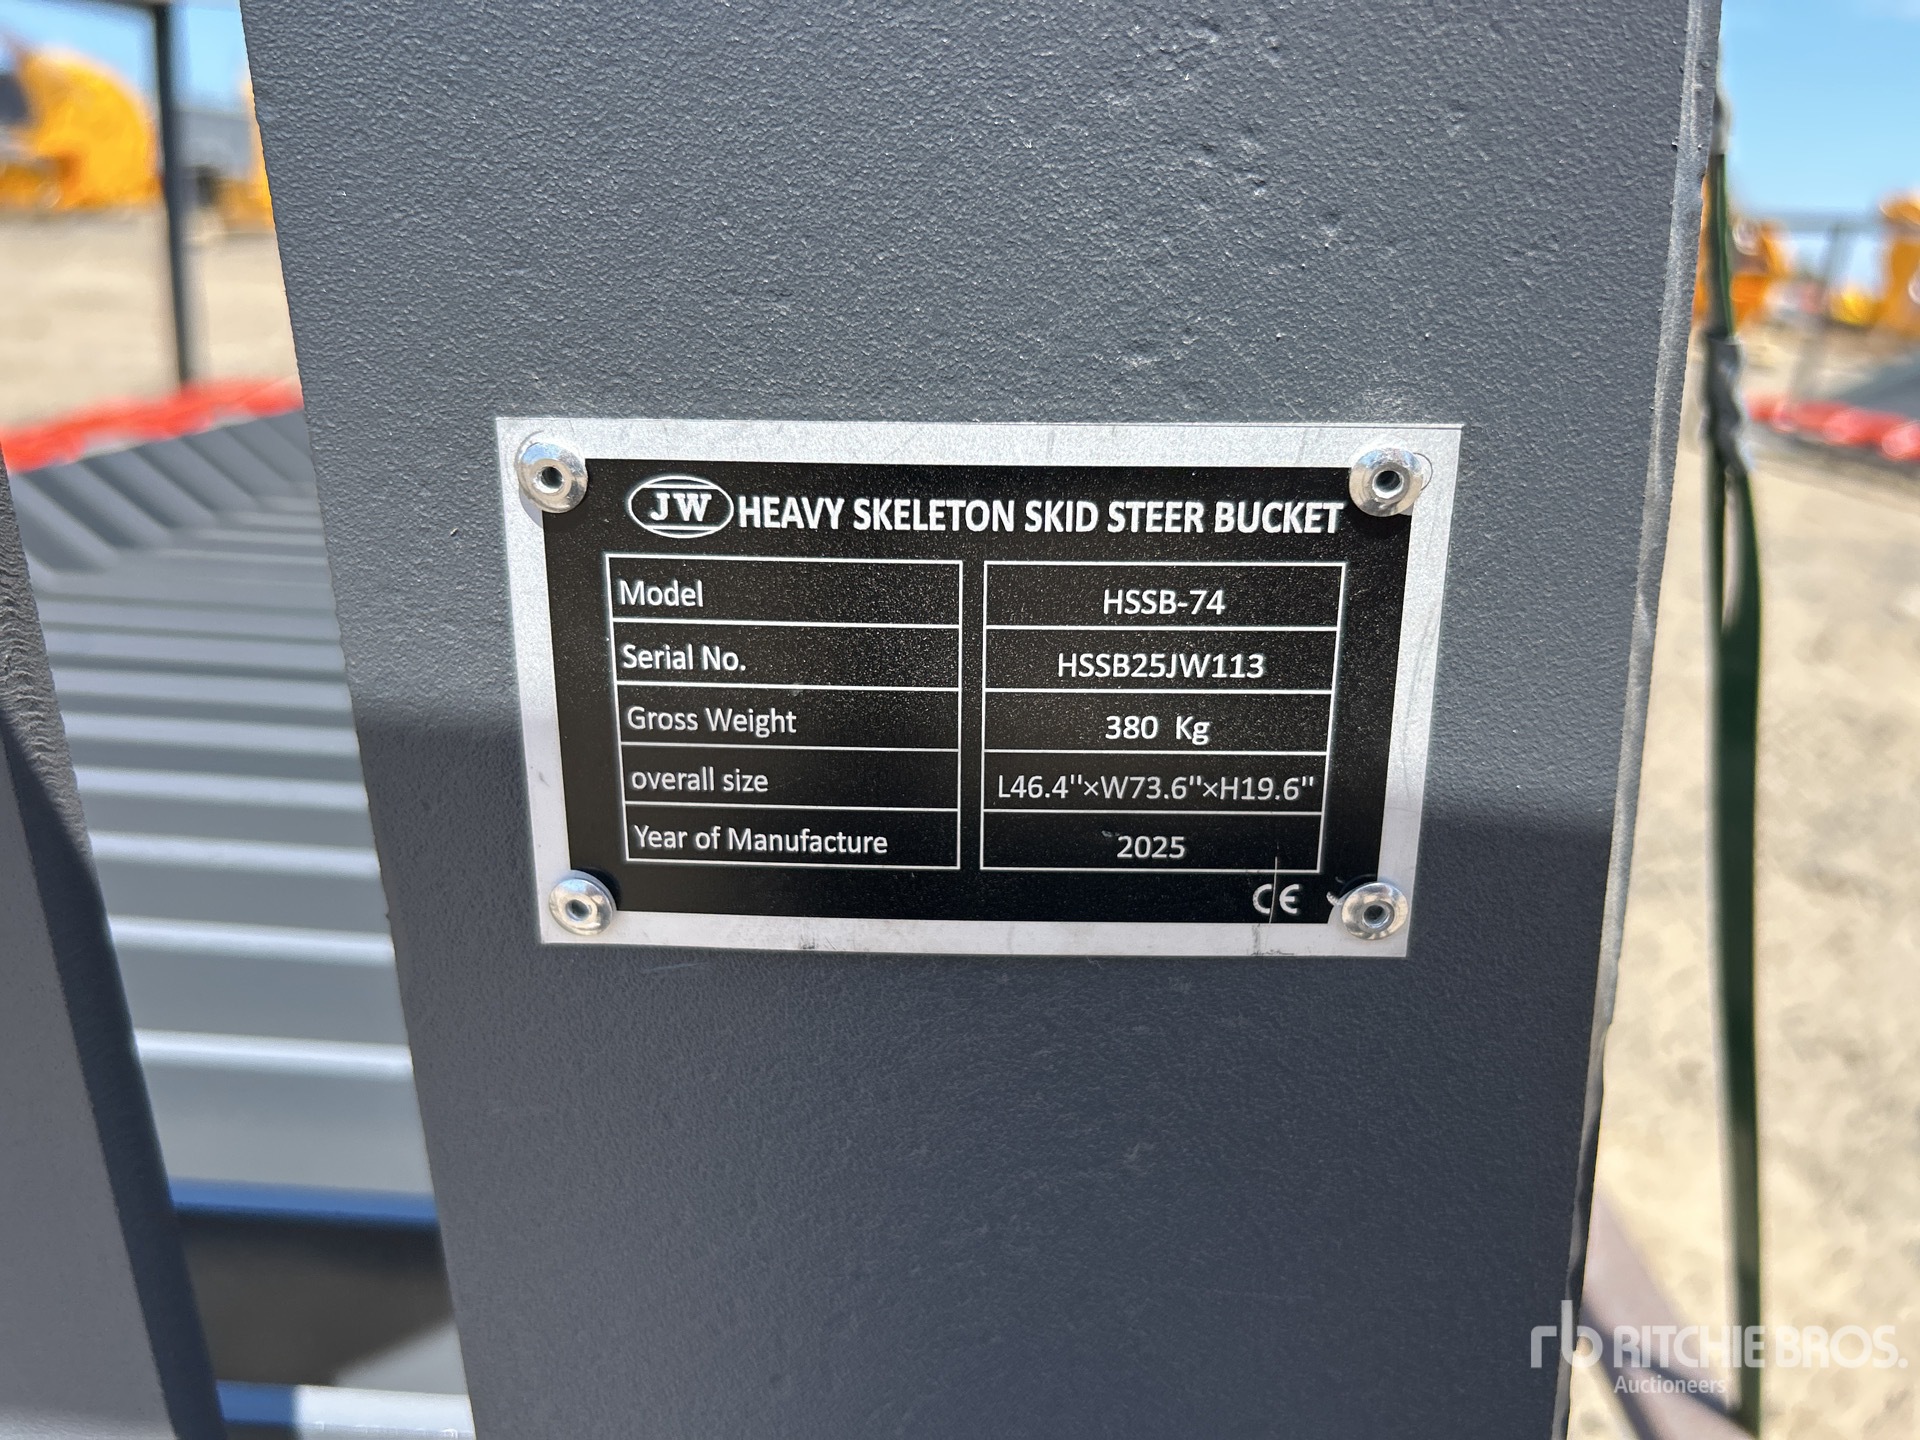 JW HEAVY SKELETON SKID STEER BUCKET
Model HSSB-74
Serial No. HSSB25JW113
Gross Weight 380 Kg
overall size L46.4"×W73.6"×H19.6"
Year of Manufacture 2025
CE
rb RITCHIE BROS.
Auctioneers